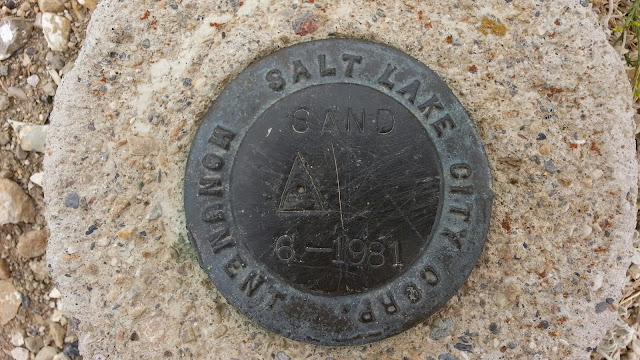 SALT LAKE CITY CORP.
MONUMENT
SAND
6 - 1981